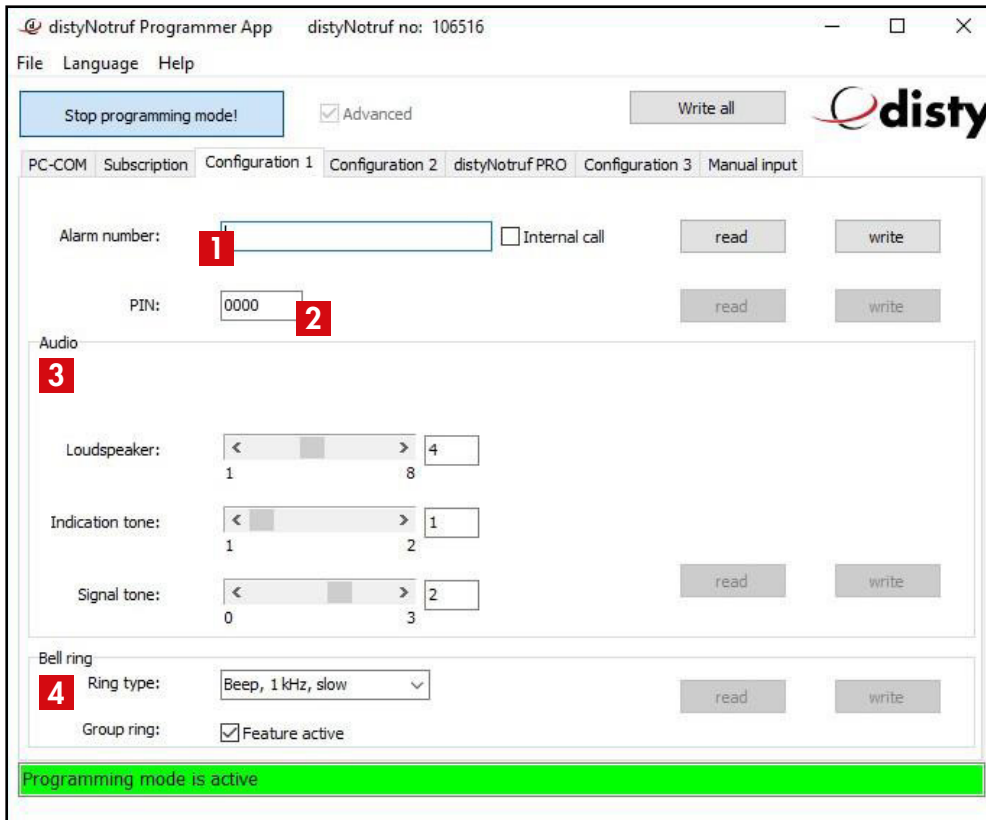 distyNotruf Programmer App distyNotruf no: 106516
File Language Help
Stop programming mode! Advanced Write all disty
PC-COM Subscription Configuration 1 Configuration 2 distyNotruf PRO Configuration 3 Manual input
Alarm number: 1 Internal call read write
PIN: 0000 2 read write
Audio
3
Loudspeaker: < > 4
1 8
Indication tone: < > 1
1 2
Signal tone: < > 2 read write
0 3
Bell ring
4 Ring type: Beep, 1 kHz, slow read write
Group ring: Feature active
Programming mode is active